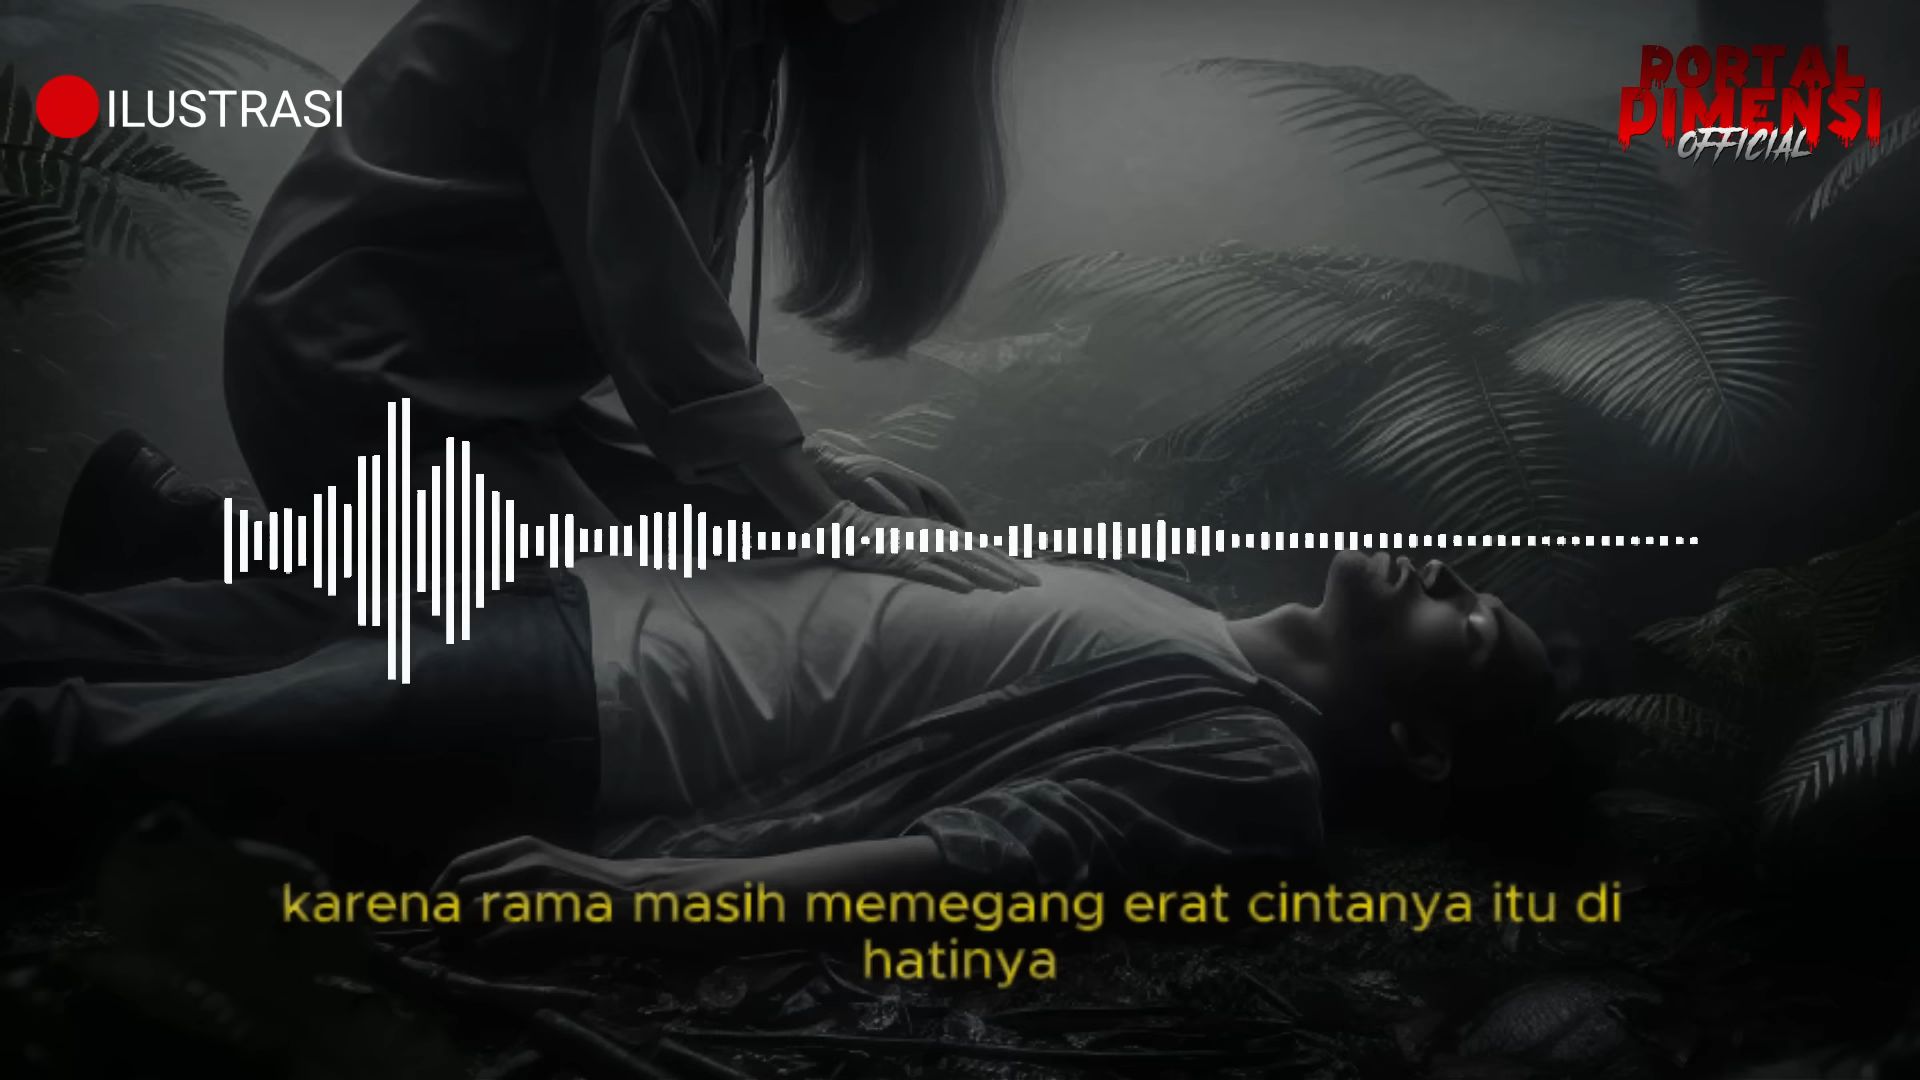 ILUSTRASI
PORTAL
DIMENSI
OFFICIAL
karena rama masih memegang erat cintanya itu di
hatinya